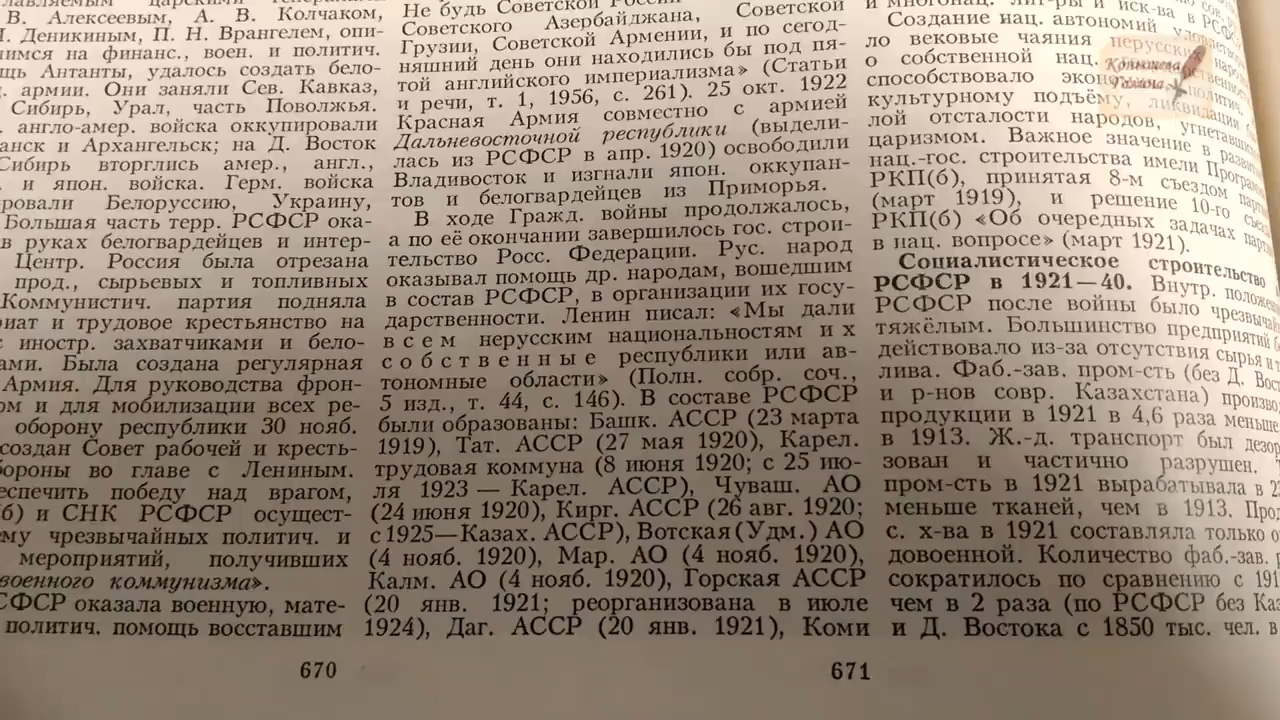 В. Алексеевым, А. В. Колчаком,
Деникиным, П. Н. Врангелем, опи-
на финанс., воен. и политич.
Антанты, удалось создать бело-
армии. Они заняли Сев. Кавказ,
Сибирь, Урал, часть Поволжья.
англо-амер. войска оккупировали
и Архангельск; на Д. Восток
Сибирь вторглись амер., англ.,
и япон. войска. Герм. войска
Белоруссию, Украину,
Большая часть терр. РСФСР ока-
в руках белогвардейцев и интер-
Центр. Россия была отрезана
прод., сырьевых и топливных
Коммунистич. партия подняла
и трудовое крестьянство на
иностр. захватчиками и бело-
Была создана регулярная
Армия. Для руководства фрон-
и для мобилизации всех ре-
оборону республики 30 нояб.
создан Совет рабочей и кресть-
во главе с Лениным.
победу над врагом,
и СНК РСФСР осущест-
чрезвычайных политич. и
мероприятий, получивших
военного коммунизма».
оказала военную, мате-
политич. помощь восставшим
670
Не будь Советской
Советского Азербайджана, Советской
Грузии, Советской Армении, и по сегод-
няшний день они находились бы под пя-
той английского империализма» (Статьи
и речи, т. 1, 1956, с. 261). 25 окт. 1922
Красная Армия совместно с армией
Дальневосточной республики (выдели-
лась из РСФСР в апр. 1920) освободили
Владивосток и изгнали япон. оккупан-
тов и белогвардейцев из Приморья.
В ходе Гражд. войны продолжалось,
а по её окончании завершилось гос. строи-
тельство Росс. Федерации. Рус. народ
оказывал помощь др. народам, вошедшим
в состав РСФСР, в организации их госу-
дарственности. Ленин писал: «Мы дали
всем нерусским национальностям их
собственные республики или ав-
тономные области» (Полн. собр. соч.,
5 изд., т. 44, с. 146). В составе РСФСР
были образованы: Башк. АССР (23 марта
1919), Тат. АССР (27 мая 1920), Карел.
трудовая коммуна (8 июня 1920; с 25 ию-
ля 1923 — Карел. АССР), Чуваш. АО
(24 июня 1920), Кирг. АССР (26 авг. 1920;
с 1925—Казах. АССР), Вотская (Удм.) АО
(4 нояб. 1920), Мар. АО (4 нояб. 1920),
Калм. АО (4 нояб. 1920), Горская АССР
(20 янв. 1921; реорганизована в июле
1924), Даг. АССР (20 янв. 1921), Коми
671
Создание нац. автономий
ло вековые чаяния
о собственной нац.
способствовало
культурному подъёму,
лой отсталости народов,
царизмом. Важное значение в
нац.-гос. строительства имели
РКП(б), принятая 8-м съездом
(март 1919), и решение 10-го
РКП(б) «Об очередных задачах
в нац. вопросе» (март 1921).
Социалистическое строительство
РСФСР в 1921—40. Внутр.
РСФСР после войны было
тяжёлым. Большинство предприятий
действовало из-за отсутствия сырья и
лива. Фаб.-зав. пром-сть (без Д.
и р-нов совр. Казахстана)
продукции в 1921 в 4,6 раза меньше,
в 1913. Ж.-д. транспорт был
зован и частично разрушен.
пром-сть в 1921 вырабатывала в
меньше тканей, чем в 1913.
с. х-ва в 1921 составляла только
довоенной. Количество фаб.-зав.
сократилось по сравнению с
чем в 2 раза (по РСФСР без
и Д. Востока с 1850 тыс. чел. в